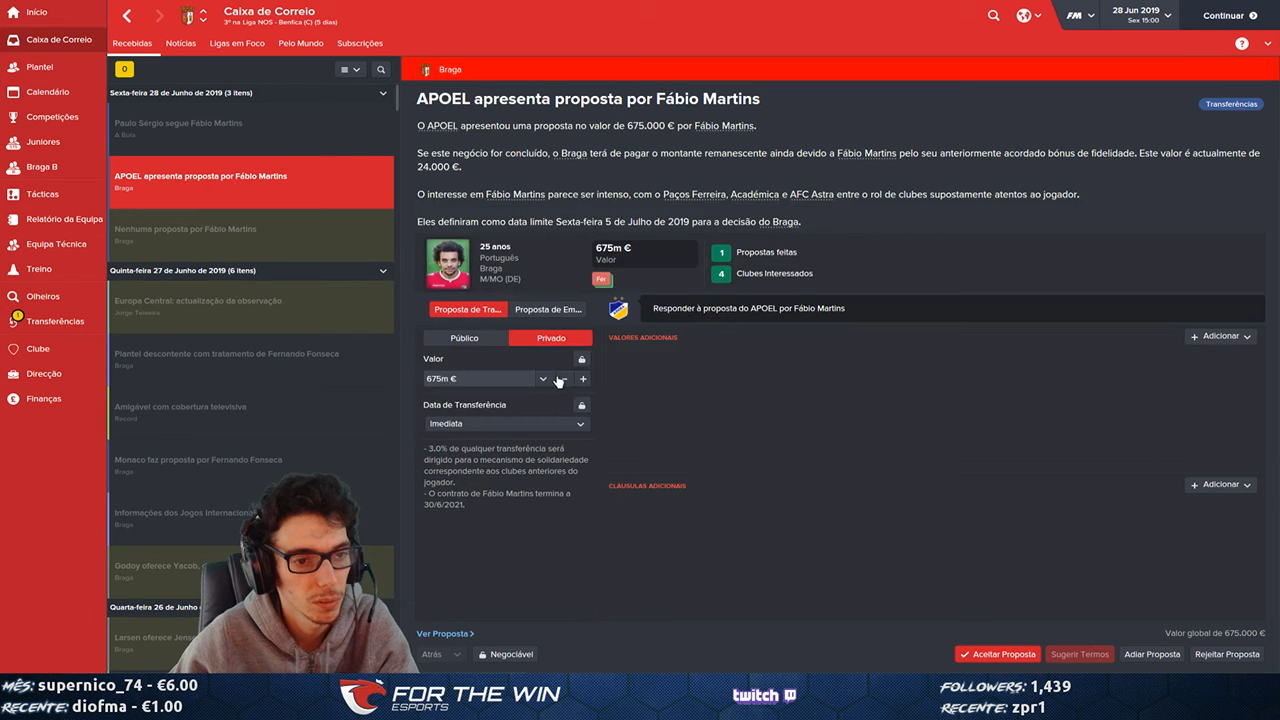 Início
Caixa de Correio
Plantel
Calendário
Competições
Juniores
Braga B
Tácticas
Relatório da Equipa
Equipa Técnica
Treino
Olheiros
1
Transferências
Clube
Direcção
Finanças
Caixa de Correio
3º na Liga NOS - Benfica (C) (5 dias)
FM
28 Jun 2019
Sex 15:00
Continuar
Recebidas
Notícias
Ligas em Foco
Pelo Mundo
Subscrições
?
0
Sexta-feira 28 de Junho de 2019 (3 itens)
Paulo Sérgio segue Fábio Martins
A Bola
APOEL apresenta proposta por Fábio Martins
Braga
Nenhuma proposta por Fábio Martins
Braga
Quinta-feira 27 de Junho de 2019 (6 itens)
Europa Central: actualização da observação
Jorge Teixeira
Plantel descontente com tratamento de Fernando Fonseca
Braga
Amigável com cobertura televisiva
Record
Monaco faz proposta por Fernando Fonseca
Braga
Informações dos Jogos Internacionai
Braga
Godoy oferece Yacob,
Braga
Quarta-feira 26 de Junho
Larsen oferece Jens
Braga
Braga
APOEL apresenta proposta por Fábio Martins
Transferências
O APOEL apresentou uma proposta no valor de 675.000 € por Fábio Martins.
Se este negócio for concluído, o Braga terá de pagar o montante remanescente ainda devido a Fábio Martins pelo seu anteriormente acordado bónus de fidelidade. Este valor é actualmente de
24.000 €.
O interesse em Fábio Martins parece ser intenso, com o Paços Ferreira, Académica e AFC Astra entre o rol de clubes supostamente atentos ao jogador.
Eles definiram como data limite Sexta-feira 5 de Julho de 2019 para a decisão do Braga.
25 anos
Português
Braga
M/MO (DE)
675m €
Valor
Fér
1 Propostas feitas
4 Clubes Interessados
Proposta de Tra...
Proposta de Em...
Responder à proposta do APOEL por Fábio Martins
Público
Privado
VALORES ADICIONAIS
Adicionar
Valor
675m €
Data de Transferência
Imediata
- 3.0% de qualquer transferência será
dirigido para o mecanismo de solidariedade
correspondente aos clubes anteriores do
jogador.
- O contrato de Fábio Martins termina a
30/6/2021.
CLÁUSULAS ADICIONAIS
Adicionar
Ver Proposta >
Valor global de 675.000 €
Atrás
Negociável
Aceitar Proposta
Sugerir Termos
Adiar Proposta
Rejeitar Proposta
MÊS: supernico_74 - €6.00
RECENTE: diofma - €1.00
FOR THE WIN
ESPORTS
twitch
FOLLOWERS: 1,439
RECENTE: zpr1